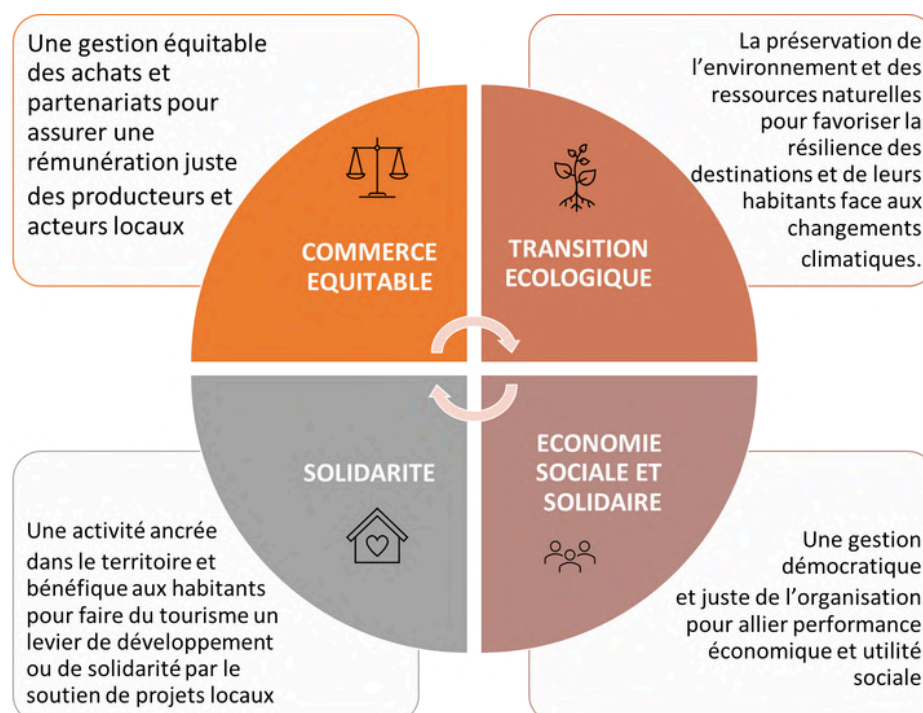 Une gestion équitable
des achats et
partenariats pour
assurer une
rémunération juste
des producteurs et
acteurs locaux
COMMERCE
EQUITABLE
La préservation de
l'environnement et des
ressources naturelles
pour favoriser la
résilience des
destinations et de leurs
habitants face aux
changements
climatiques.
TRANSITION
ECOLOGIQUE
SOLIDARITE
Une activité ancrée
dans le territoire et
bénéfique aux habitants
pour faire du tourisme un
levier de développement
ou de solidarité par le
soutien de projets locaux
ECONOMIE
SOCIALE ET
SOLIDAIRE
Une gestion
démocratique
et juste de l'organisation
pour allier performance
économique et utilité
sociale